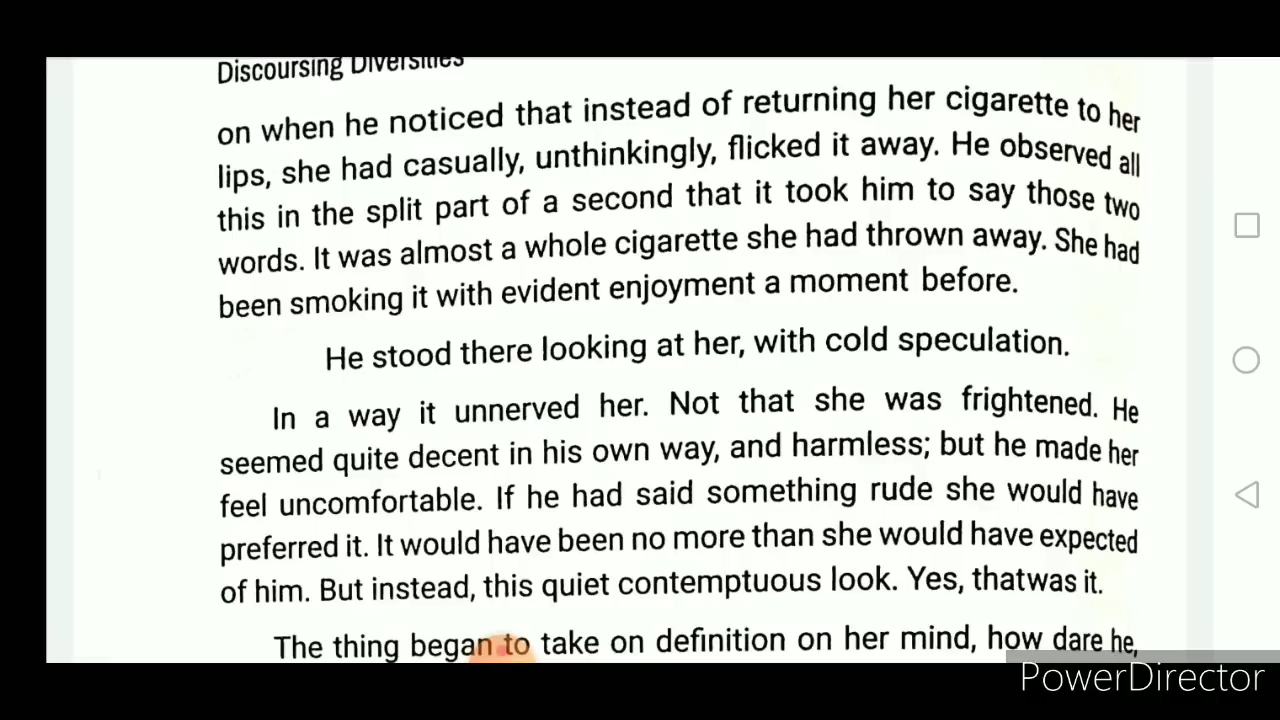 Discoursing Diversities
on when he noticed that instead of returning her cigarette to her
lips, she had casually, unthinkingly, flicked it away. He observed all
this in the split part of a second that it took him to say those two
words. It was almost a whole cigarette she had thrown away. She had
been smoking it with evident enjoyment a moment before.
He stood there looking at her, with cold speculation.
In a way it unnerved her. Not that she was frightened. He
seemed quite decent in his own way, and harmless; but he made her
feel uncomfortable. If he had said something rude she would have
preferred it. It would have been no more than she would have expected
of him. But instead, this quiet contemptuous look. Yes, thatwas it.
The thing began to take on definition on her mind, how dare he,
PowerDirector